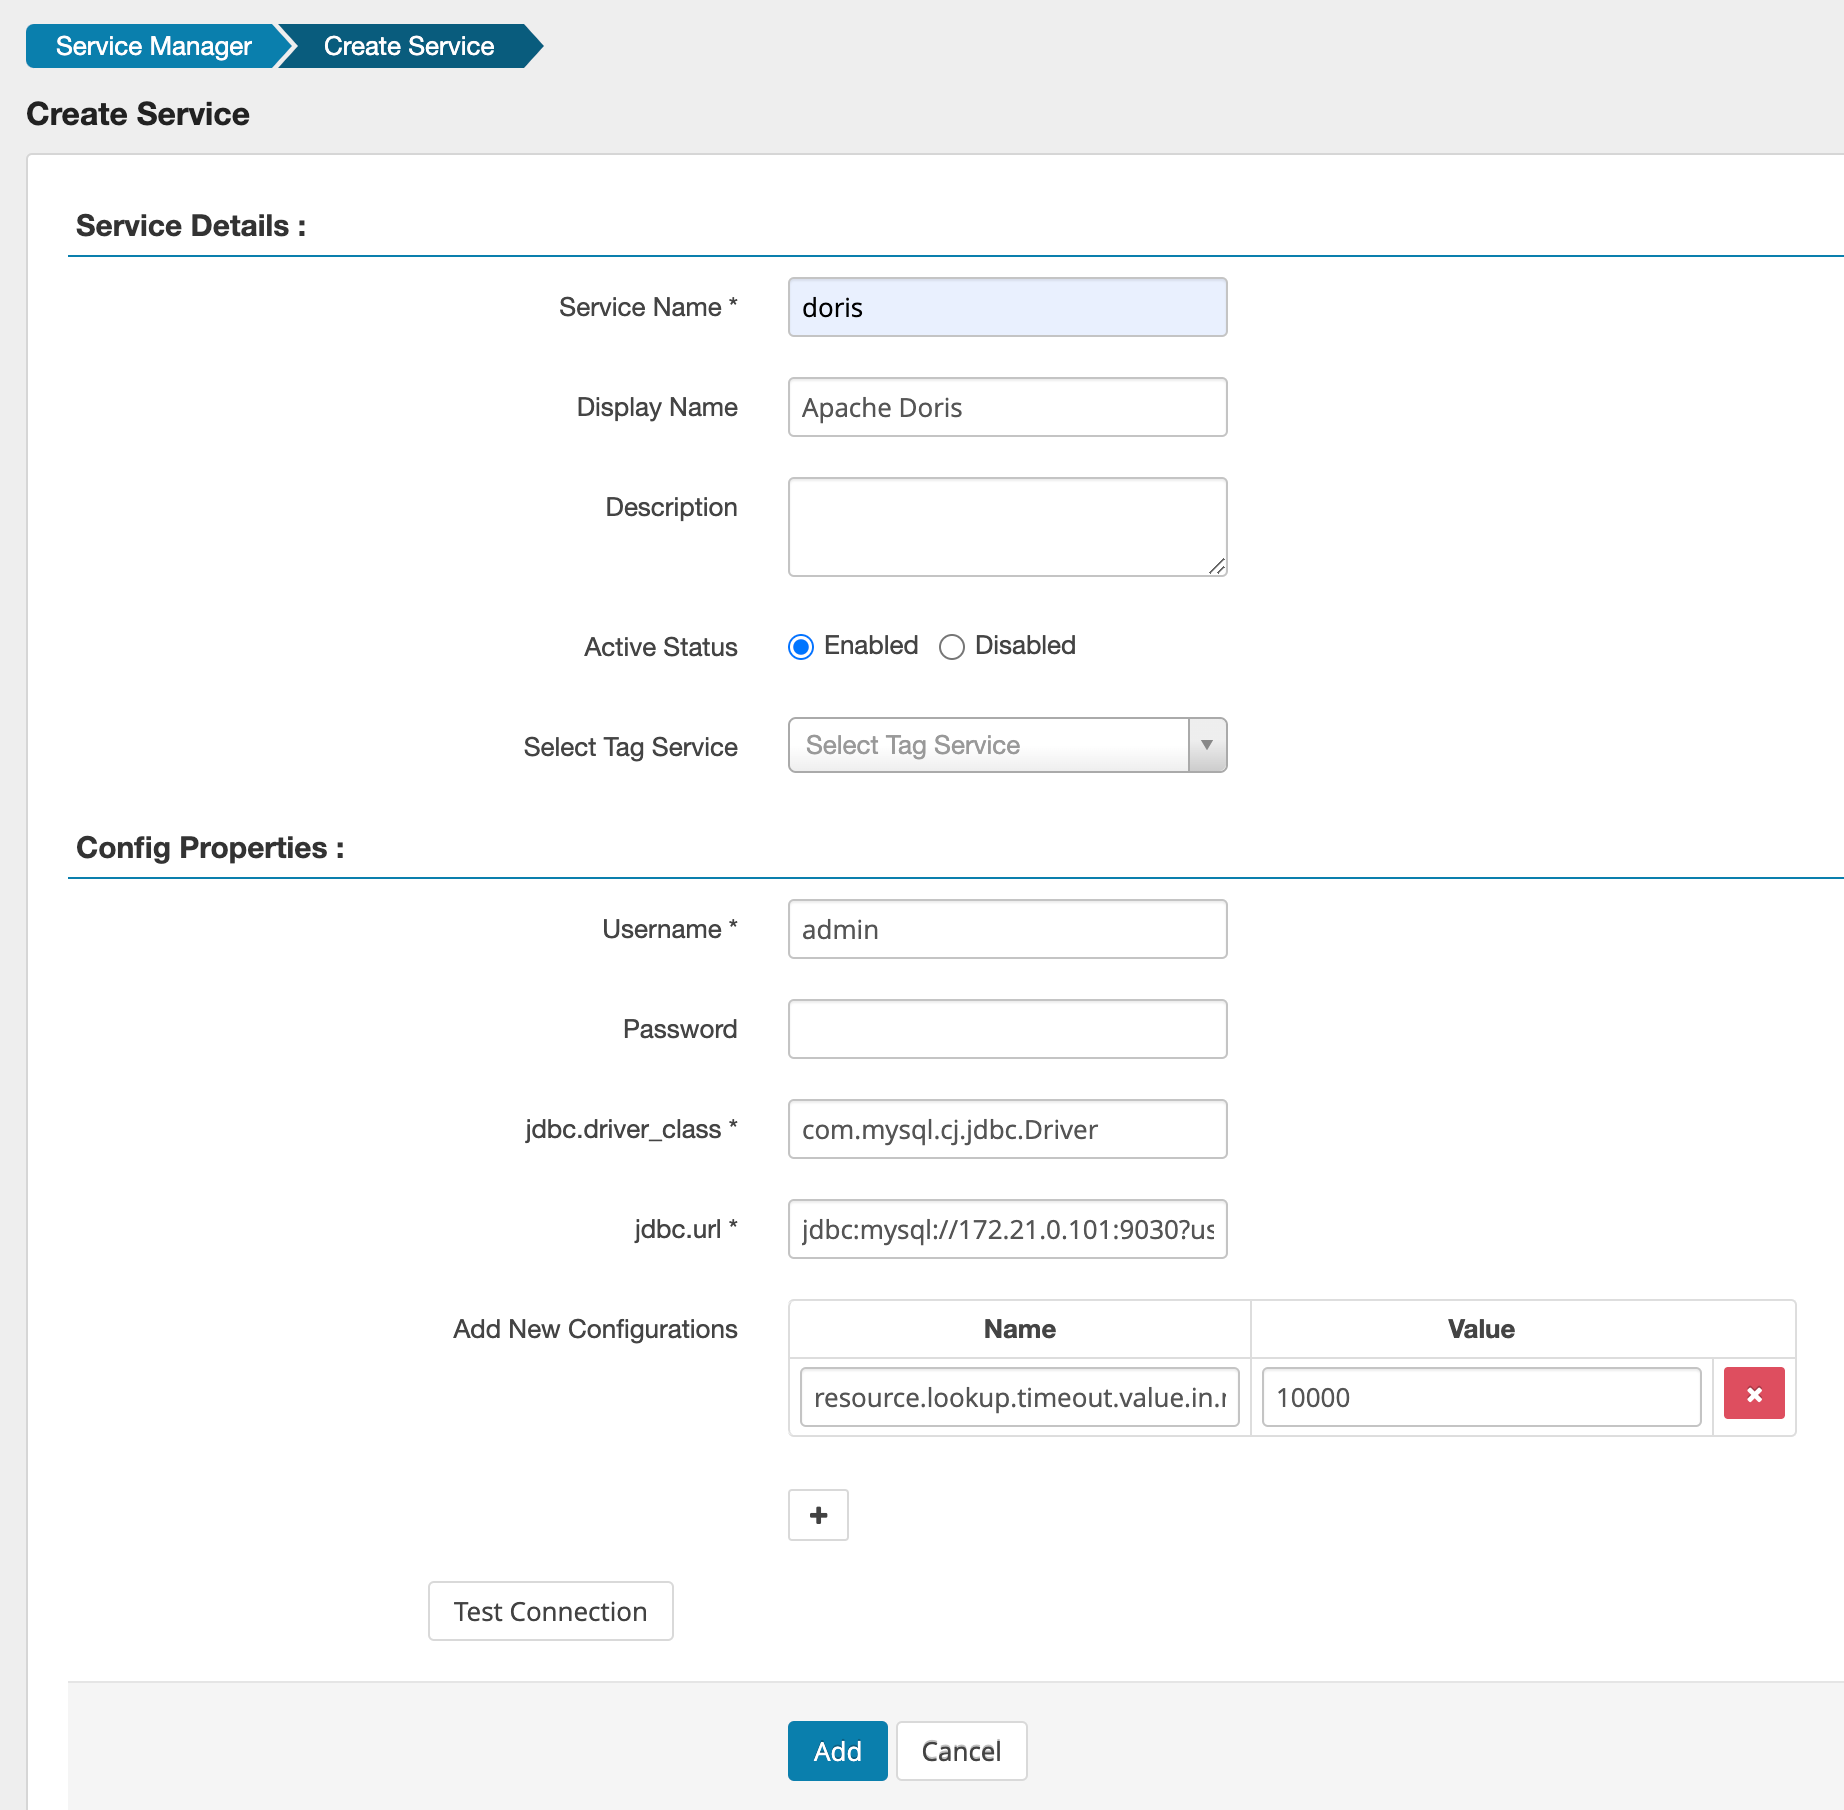 Service Manager Create Service
Create Service
Service Details :
Service Name * doris
Display Name Apache Doris
Description
Active Status Enabled Disabled
Select Tag Service Select Tag Service
Config Properties :
Username * admin
Password
jdbc.driver_class * com.mysql.cj.jdbc.Driver
jdbc.url * jdbc:mysql://172.21.0.101:9030?us
Add New Configurations Name Value
resource.lookup.timeout.value.in. 10000
Test Connection
Add Cancel